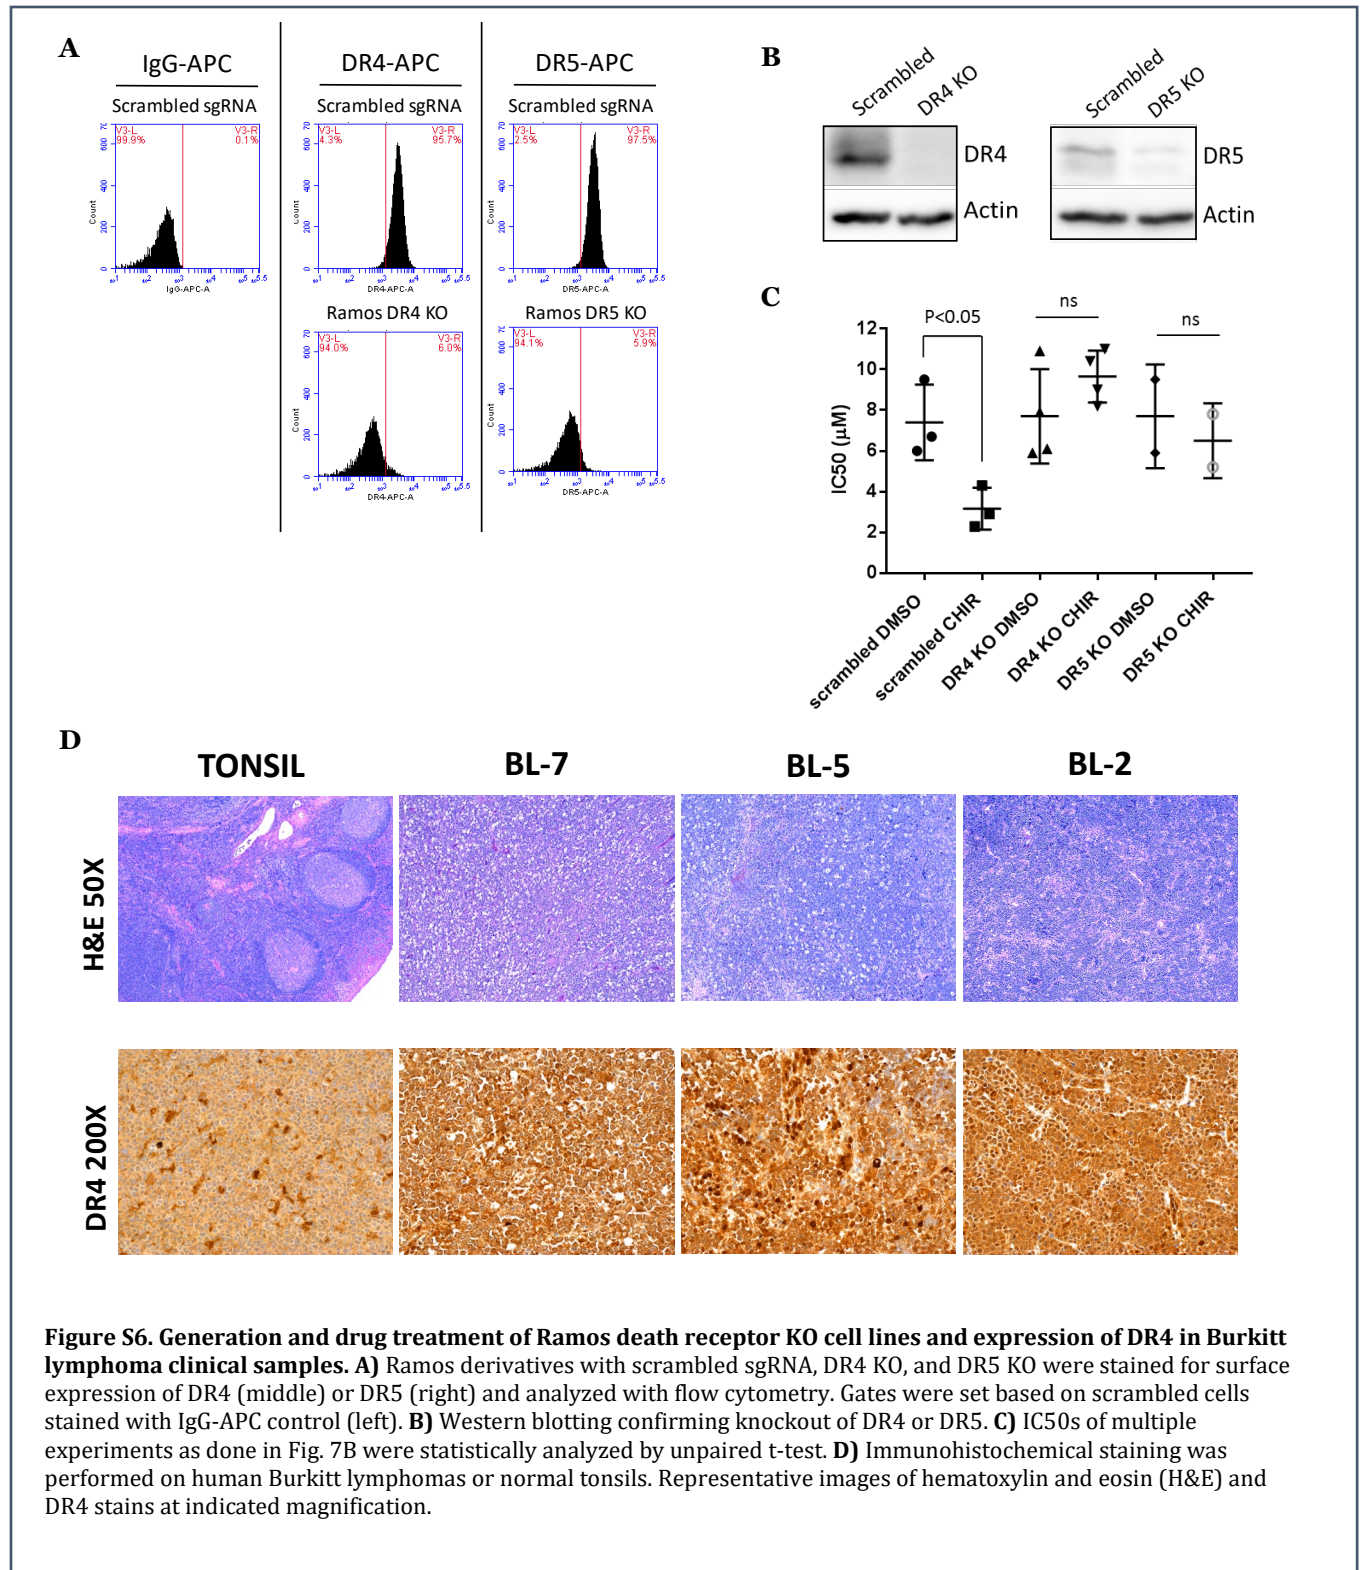 A
IgG-APC
DR4-APC
DR5-APC
Scrambled sgRNA
Scrambled sgRNA
Scrambled sgRNA
V3-L
99.9%
V3-R
0.1%
V3-L
4.3%
V3-R
95.7%
V3-L
2.5%
V3-R
97.5%
Count
IgG-APC-A
Count
DR4-APC-A
Count
DR5-APC-A
Ramos DR4 KO
Ramos DR5 KO
V3-L
94.0%
V3-R
6.0%
V3-L
94.1%
V3-R
5.9%
Count
DR4-APC-A
Count
DR5-APC-A
B
Scrambled
DR4 KO
Scrambled
DR5 KO
DR4
Actin
DR5
Actin
C
P<0.05
ns
ns
IC50 (µM)
12
10
8
6
4
2
0
scrambled DMSO
scrambled CHIR
DR4 KO DMSO
DR4 KO CHIR
DR5 KO DMSO
DR5 KO CHIR
D
TONSIL
BL-7
BL-5
BL-2
H&E 50X
DR4 200X
Figure S6. Generation and drug treatment of Ramos death receptor KO cell lines and expression of DR4 in Burkitt
lymphoma clinical samples. A) Ramos derivatives with scrambled sgRNA, DR4 KO, and DR5 KO were stained for surface
expression of DR4 (middle) or DR5 (right) and analyzed with flow cytometry. Gates were set based on scrambled cells
stained with IgG-APC control (left). B) Western blotting confirming knockout of DR4 or DR5. C) IC50s of multiple
experiments as done in Fig. 7B were statistically analyzed by unpaired t-test. D) Immunohistochemical staining was
performed on human Burkitt lymphomas or normal tonsils. Representative images of hematoxylin and eosin (H&E) and
DR4 stains at indicated magnification.